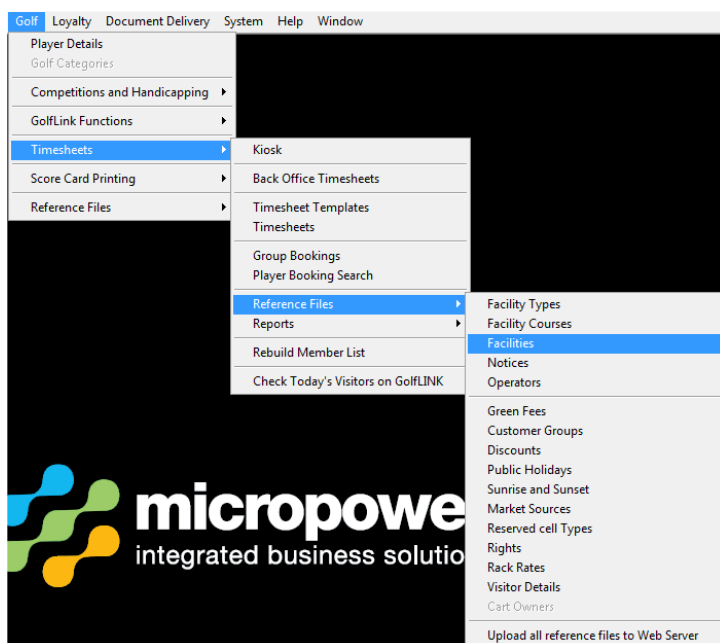 Golf Loyalty Document Delivery System Help Window
Player Details
Golf Categories
Competitions and Handicapping
GolfLink Functions
Timesheets
Score Card Printing
Reference Files
Kiosk
Back Office Timesheets
Timesheet Templates
Timesheets
Group Bookings
Player Booking Search
Reference Files
Reports
Rebuild Member List
Check Today's Visitors on GolfLINK
Facility Types
Facility Courses
Facilities
Notices
Operators
Green Fees
Customer Groups
Discounts
Public Holidays
Sunrise and Sunset
Market Sources
Reserved cell Types
Rights
Rack Rates
Visitor Details
Cart Owners
Upload all reference files to Web Server
micropowe
integrated business solutio